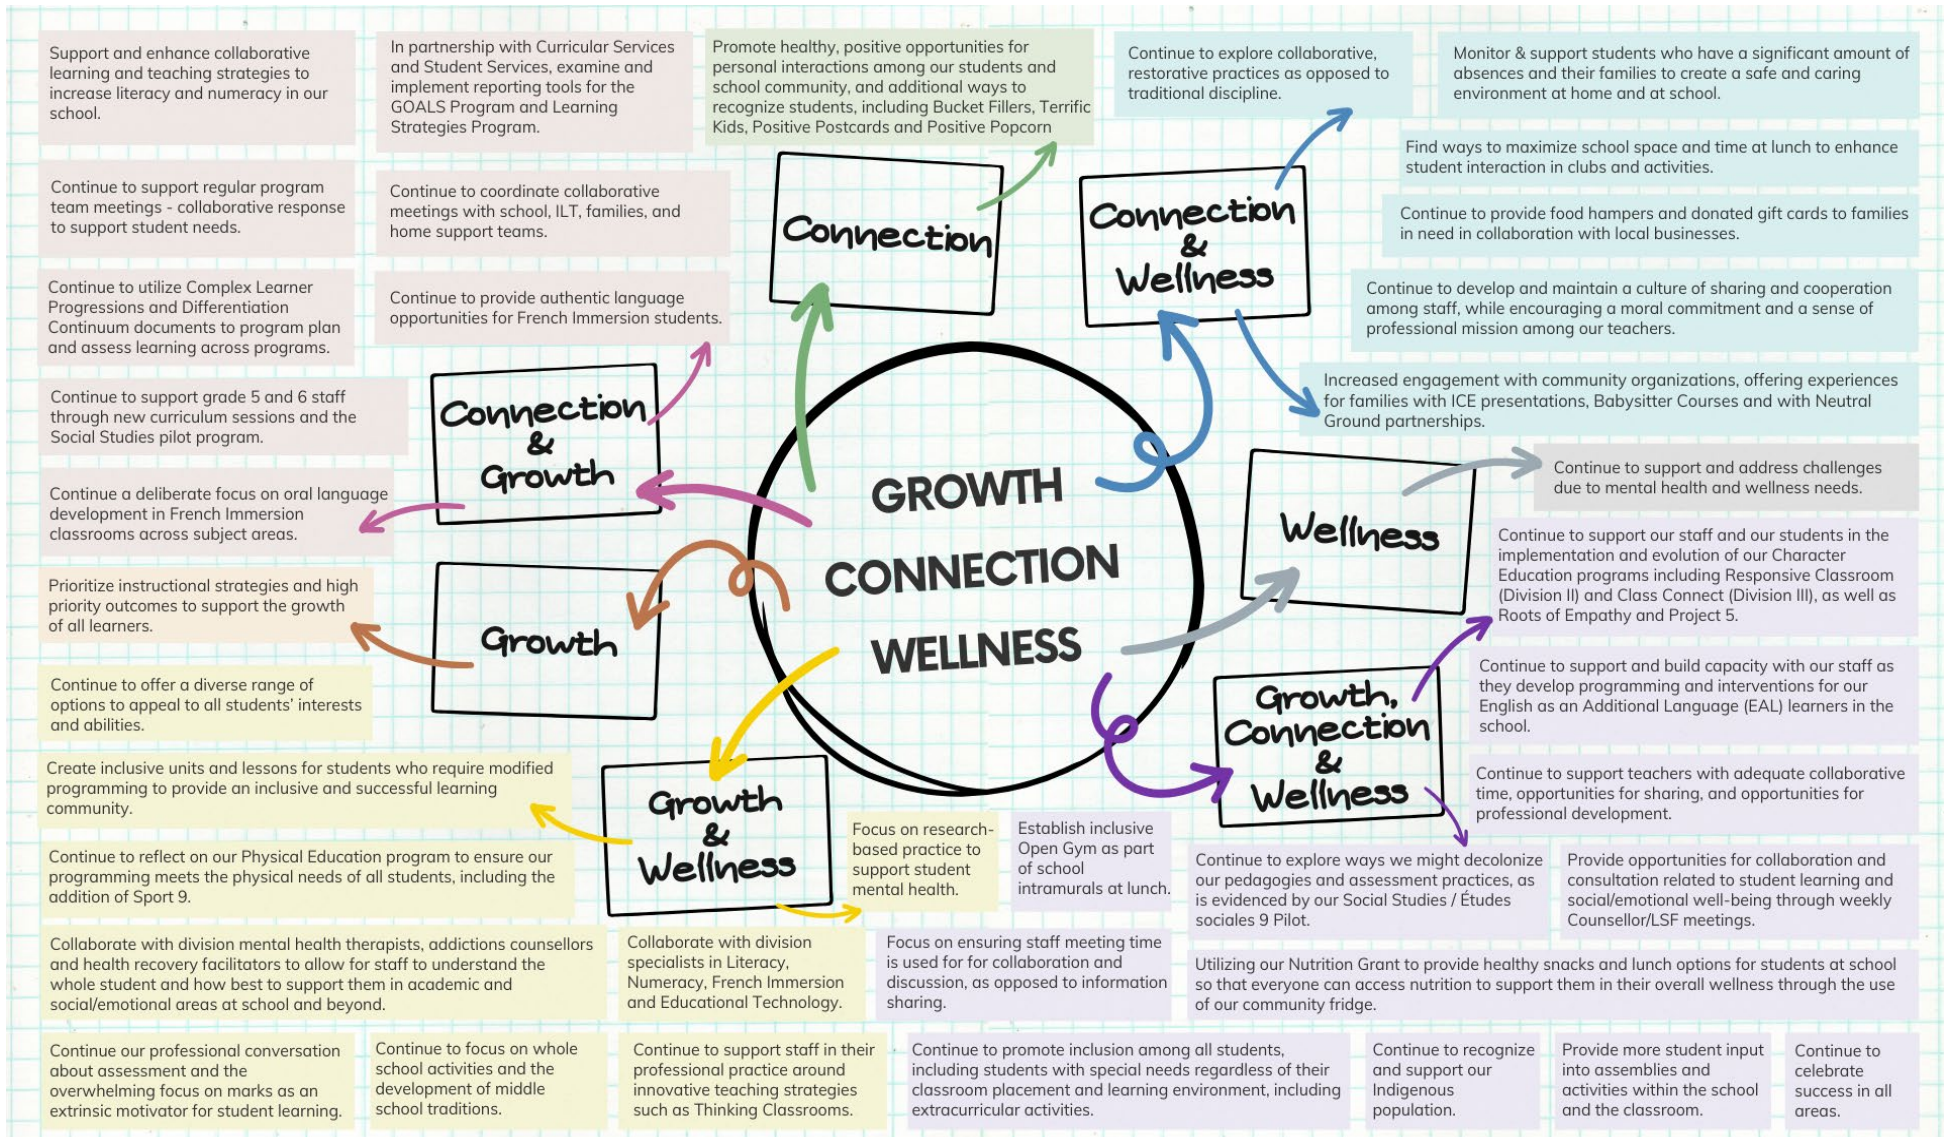 Support and enhance collaborative
learning and teaching strategies to
increase literacy and numeracy in our
school.
In partnership with Curricular Services
and Student Services, examine and
implement reporting tools for the
GOALS Program and Learning
Strategies Program.
Promote healthy, positive opportunities for
personal interactions among our students and
school community, and additional ways to
recognize students, including Bucket Fillers, Terrific
Kids, Positive Postcards and Positive Popcorn
Continue to explore collaborative,
restorative practices as opposed to
traditional discipline.
Monitor & support students who have a significant amount of
absences and their families to create a safe and caring
environment at home and at school.
Find ways to maximize school space and time at lunch to enhance
student interaction in clubs and activities.
Continue to support regular program
team meetings - collaborative response
to support student needs.
Continue to coordinate collaborative
meetings with school, ILT, families, and
home support teams.
Connection
Connection
&
Wellness
Continue to provide food hampers and donated gift cards to families
in need in collaboration with local businesses.
Continue to utilize Complex Learner
Progressions and Differentiation
Continuum documents to program plan
and assess learning across programs.
Continue to provide authentic language
opportunities for French Immersion students.
Continue to develop and maintain a culture of sharing and cooperation
among staff, while encouraging a moral commitment and a sense of
professional mission among our teachers.
Increased engagement with community organizations, offering experiences
for families with ICE presentations, Babysitter Courses and with Neutral
Ground partnerships.
Continue to support grade 5 and 6 staff
through new curriculum sessions and the
Social Studies pilot program.
Connection
&
Growth
Continue a deliberate focus on oral language
development in French Immersion
classrooms across subject areas.
GROWTH
CONNECTION
WELLNESS
Wellness
Continue to support and address challenges
due to mental health and wellness needs.
Continue to support our staff and our students in the
implementation and evolution of our Character
Education programs including Responsive Classroom
(Division II) and Class Connect (Division III), as well as
Roots of Empathy and Project 5.
Prioritize instructional strategies and high
priority outcomes to support the growth
of all learners.
Growth
Continue to offer a diverse range of
options to appeal to all students' interests
and abilities.
Growth,
Connection
&
Wellness
Continue to support and build capacity with our staff as
they develop programming and interventions for our
English as an Additional Language (EAL) learners in the
school.
Continue to support teachers with adequate collaborative
time, opportunities for sharing, and opportunities for
professional development.
Create inclusive units and lessons for students who require modified
programming to provide an inclusive and successful learning
community.
Growth
&
Wellness
Continue to reflect on our Physical Education program to ensure our
programming meets the physical needs of all students, including the
addition of Sport 9.
Focus on research-
based practice to
support student
mental health.
Establish inclusive
Open Gym as part
of school
intramurals at lunch.
Continue to explore ways we might decolonize
our pedagogies and assessment practices, as
is evidenced by our Social Studies / Études
sociales 9 Pilot.
Provide opportunities for collaboration and
consultation related to student learning and
social/emotional well-being through weekly
Counsellor/LSF meetings.
Collaborate with division mental health therapists, addictions counsellors
and health recovery facilitators to allow for staff to understand the
whole student and how best to support them in academic and
social/emotional areas at school and beyond.
Collaborate with division
specialists in Literacy,
Numeracy, French Immersion
and Educational Technology.
Focus on ensuring staff meeting time
is used for for collaboration and
discussion, as opposed to information
sharing.
Utilizing our Nutrition Grant to provide healthy snacks and lunch options for students at school
so that everyone can access nutrition to support them in their overall wellness through the use
of our community fridge.
Continue our professional conversation
about assessment and the
overwhelming focus on marks as an
extrinsic motivator for student learning.
Continue to focus on whole
school activities and the
development of middle
school traditions.
Continue to support staff in their
professional practice around
innovative teaching strategies
such as Thinking Classrooms.
Continue to promote inclusion among all students,
including students with special needs regardless of their
classroom placement and learning environment, including
extracurricular activities.
Continue to recognize
and support our
Indigenous
population.
Provide more student input
into assemblies and
activities within the school
and the classroom.
Continue to
celebrate
success in all
areas.